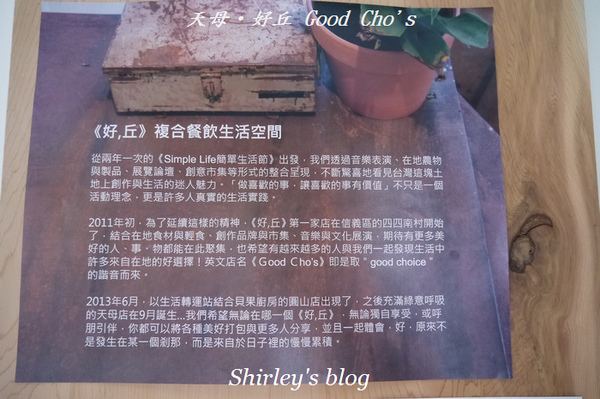 天母・好丘 Good Cho's
《好,丘》複合餐飲生活空間
從兩年一次的《Simple Life簡單生活節》出發，我們透過音樂表演、在地農物
與製品、展覽論壇、創意市集等形式的整合呈現，不斷驚喜地看見台灣這塊土
地上創作與生活的迷人魅力。「做喜歡的事，讓喜歡的事有價值」不只是一個
活動理念，更是許多人真實的生活實踐。
2011年初，為了延續這樣的精神，《好,丘》第一家店在信義區的四四南村開始
了，結合在地食材與輕食、創作品牌與市集、音樂與文化展演，期待有更多美
好的人、事、物都能在此聚集，也希望有越來越多的人與我們一起發現生活中
許多來自在地的好選擇！英文店名《Good Cho's》即是取＂good choice＂
的諧音而來。
2013年6月，以生活轉運站結合貝果廚房的圓山店出現了，之後充滿綠意呼吸
的天母店在9月誕生...我們希望無論在哪一個《好,丘》，無論獨自享受，或呼
朋引伴，你都可以將各種美好打包與更多人分享，並且一起體會，好，原來不
是發生在某一個剎那，而是來自於日子裡的慢慢累積。
Shirley's blog